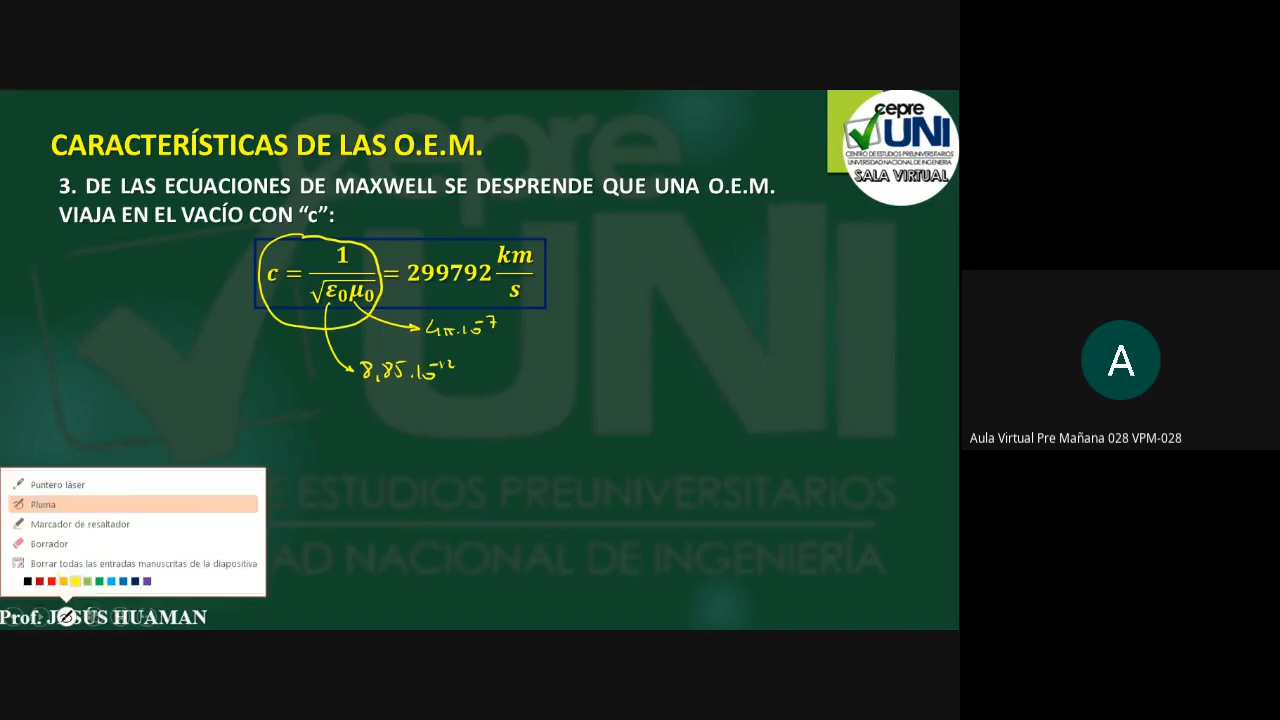 CARACTERÍSTICAS DE LAS O.E.M.
3. DE LAS ECUACIONES DE MAXWELL SE DESPRENDE QUE UNA O.E.M.
VIAJA EN EL VACÍO CON “c”:
c = 1/√ε₀μ₀ = 299792 km/s
4π.10⁻⁷
8,85.10⁻¹²
cepre
UNI
CENTRO DE ESTUDIOS PREUNIVERSITARIOS
UNIVERSIDAD NACIONAL DE INGENIERÍA
SALA VIRTUAL
cepre
UNI
E ESTUDIOS PREUNIVERSITARIOS
AD NACIONAL DE INGENIERÍA
Puntero láser
Pluma
Marcador de resaltador
Borrador
Borrar todas las entradas manuscritas de la diapositiva
Prof. JESÚS HUAMAN
A
Aula Virtual Pre Mañana 028 VPM-028